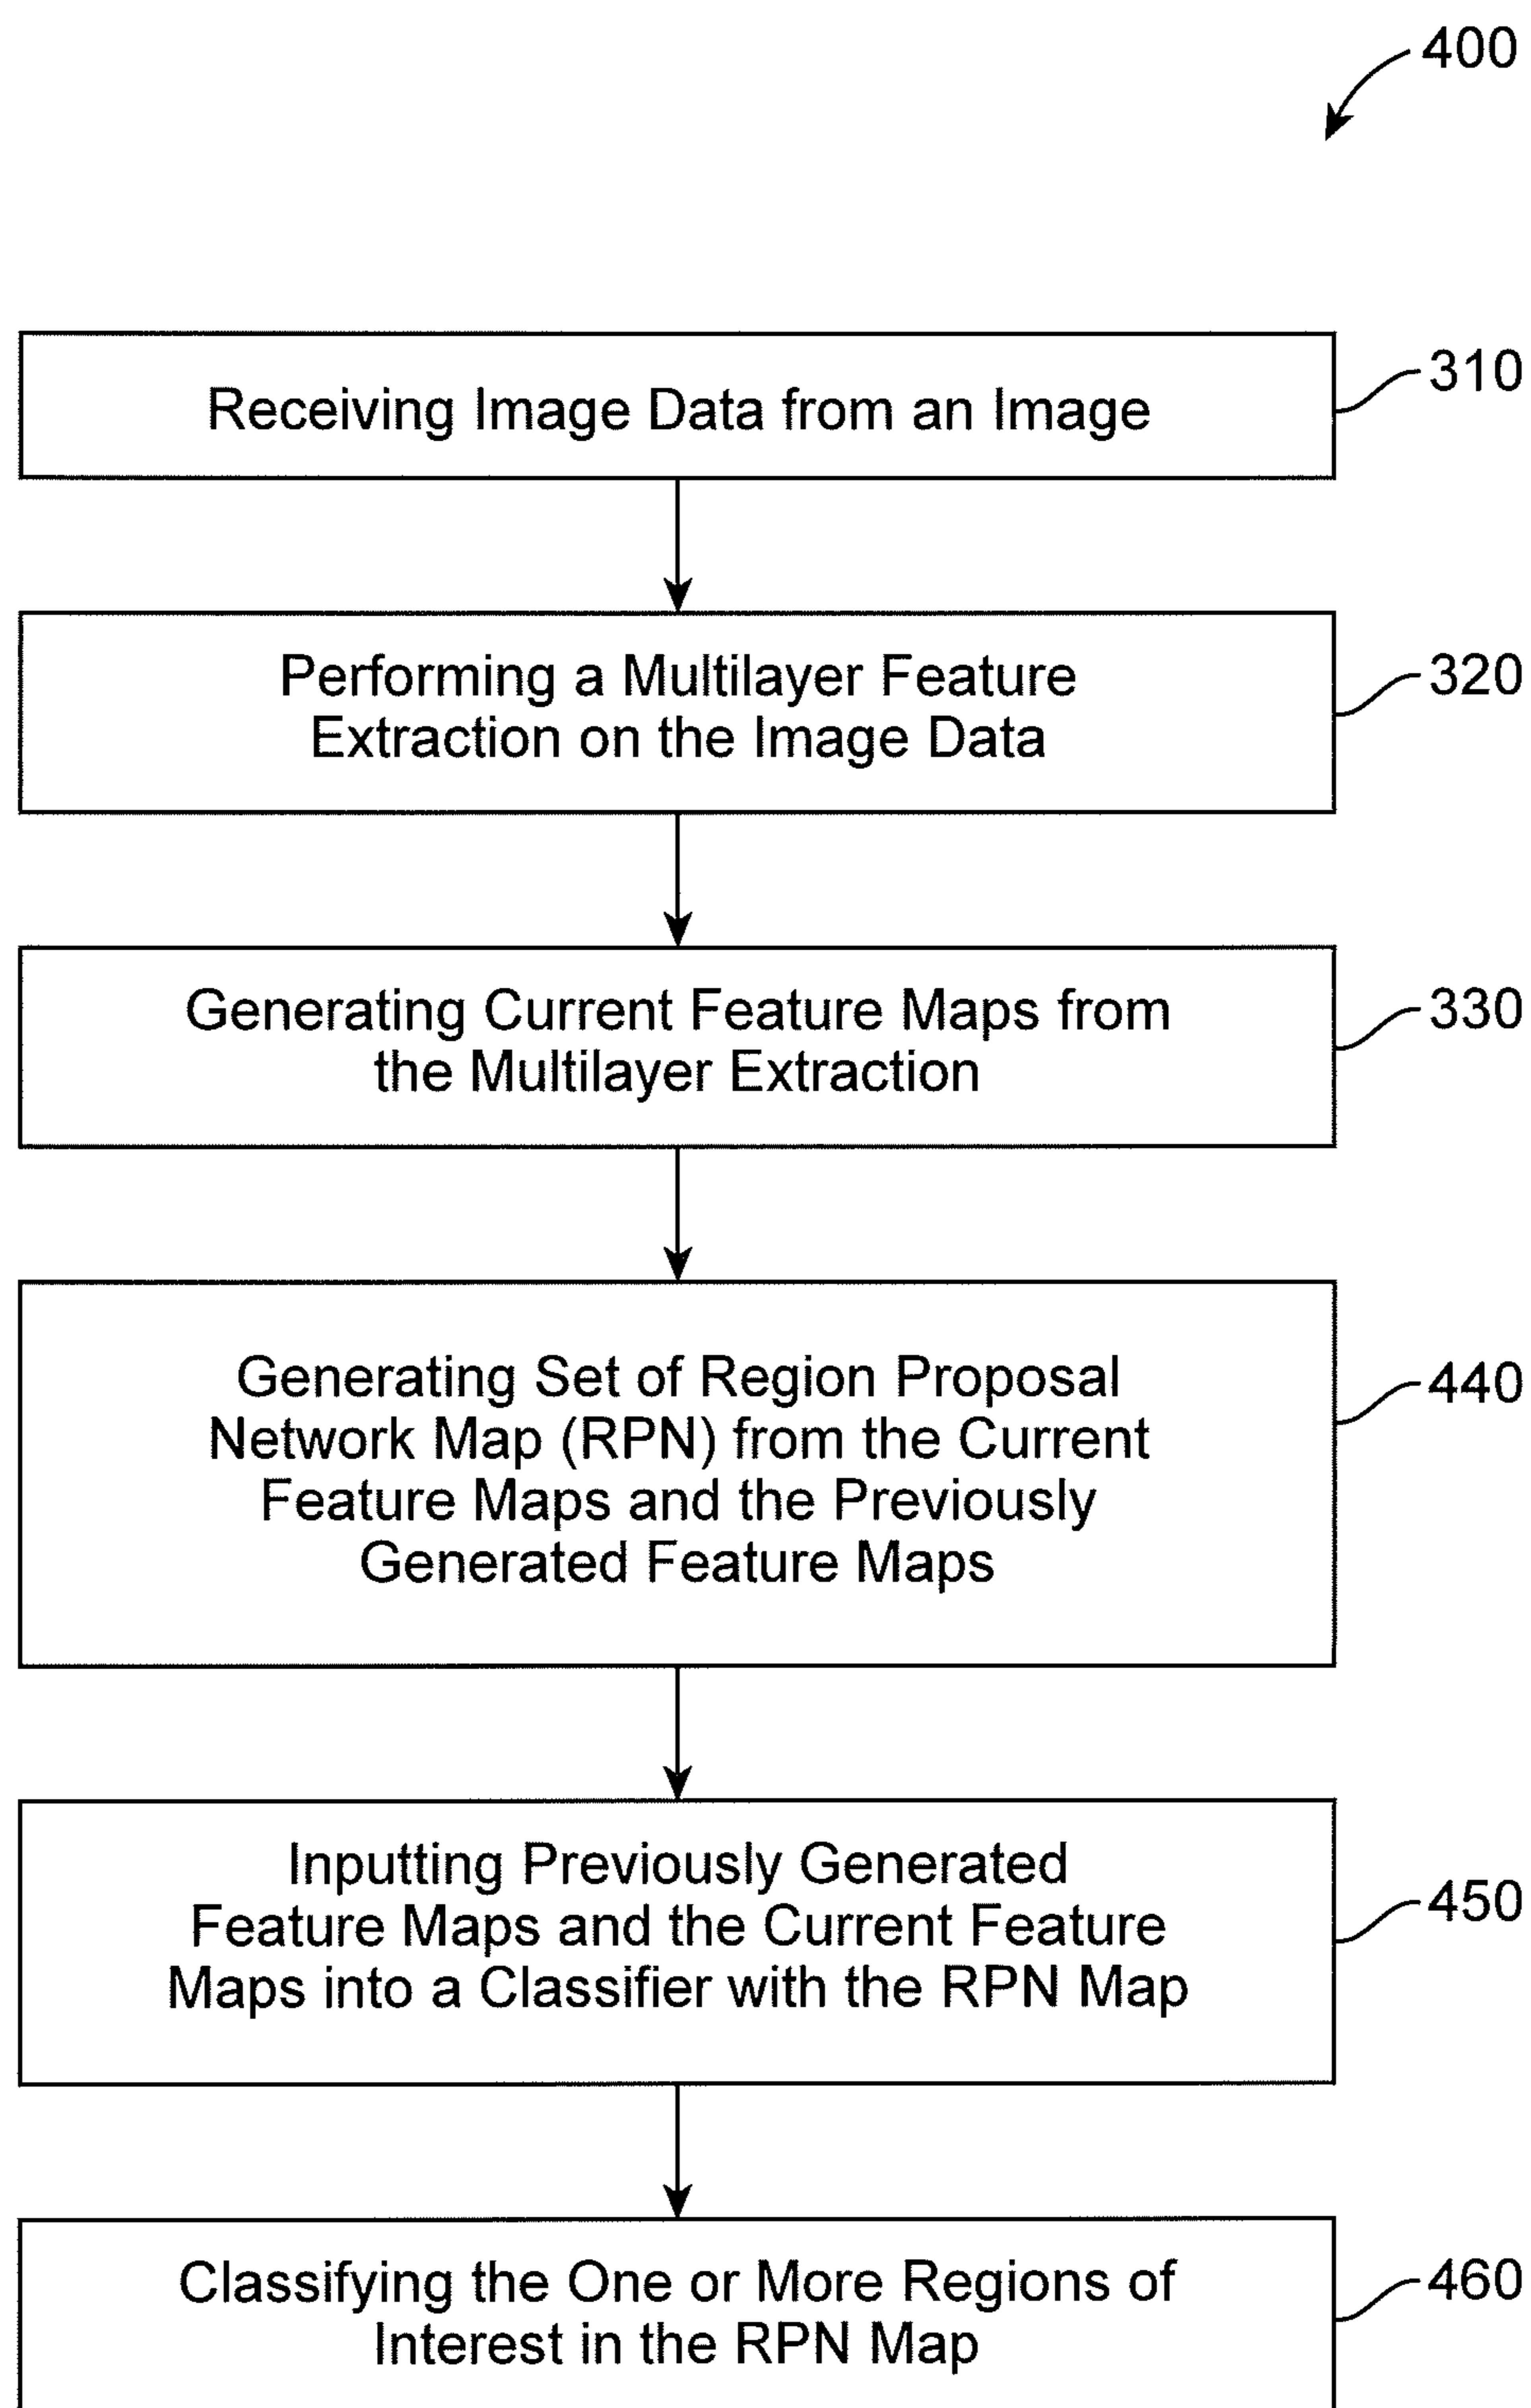 400
Receiving Image Data from an Image
310
Performing a Multilayer Feature
Extraction on the Image Data
320
Generating Current Feature Maps from
the Multilayer Extraction
330
Generating Set of Region Proposal
Network Map (RPN) from the Current
Feature Maps and the Previously
Generated Feature Maps
440
Inputting Previously Generated
Feature Maps and the Current Feature
Maps into a Classifier with the RPN Map
450
Classifying the One or More Regions of
Interest in the RPN Map
460